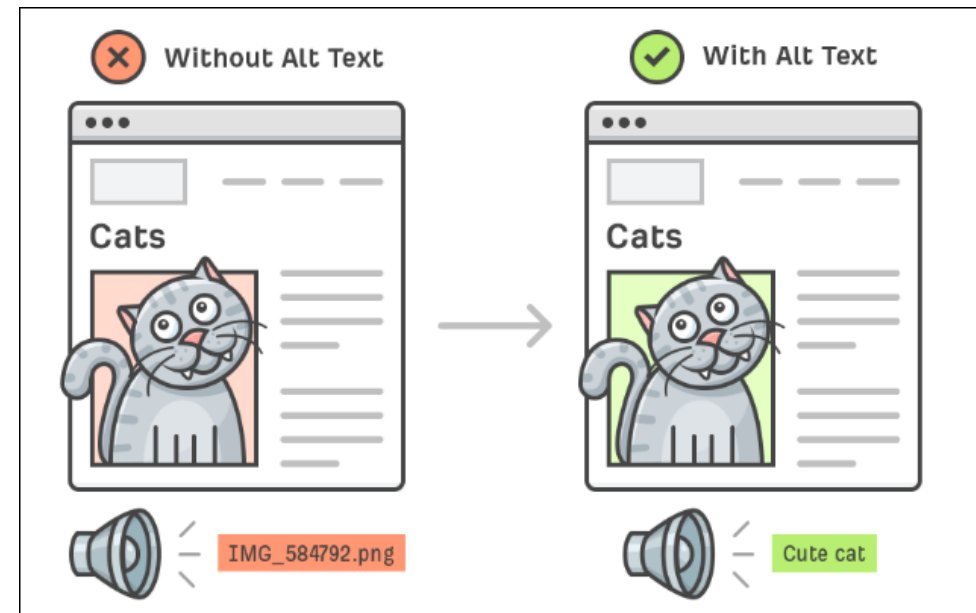 Without Alt Text
With Alt Text
Cats
Cats
IMG_584792.png
Cute cat